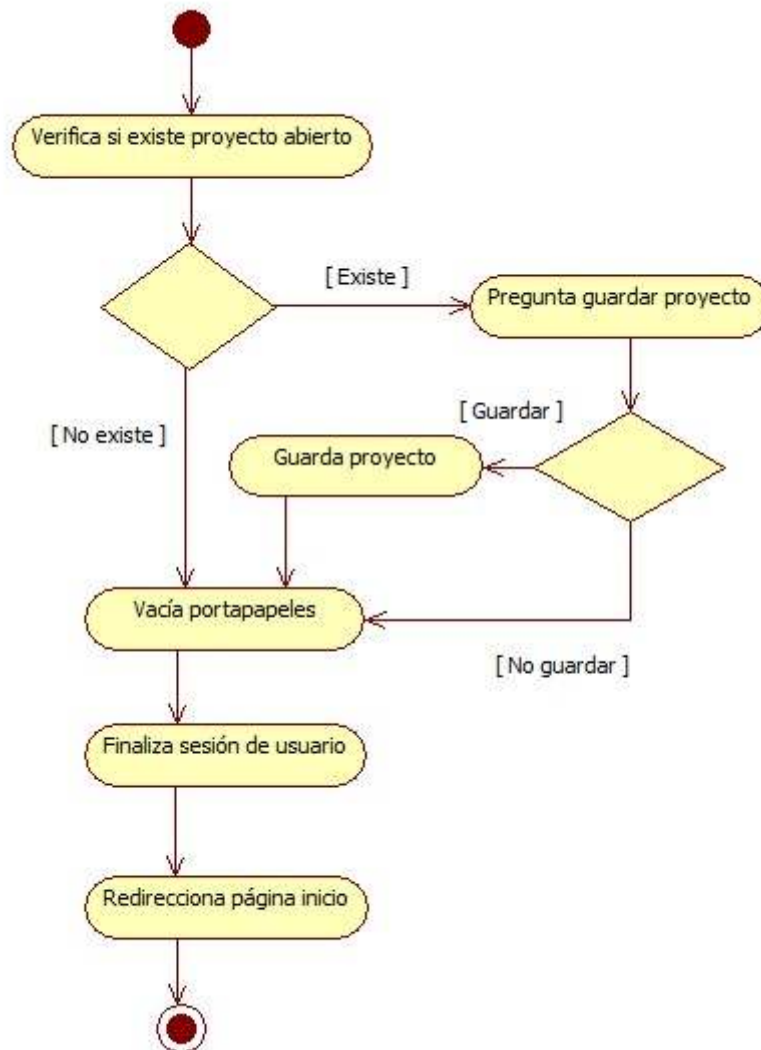 Verifica si existe proyecto abierto
[ Existe ]
Pregunta guardar proyecto
[ Guardar ]
[ No existe ]
Guarda proyecto
Vacía portapapeles
[ No guardar ]
Finaliza sesión de usuario
Redirecciona página inicio